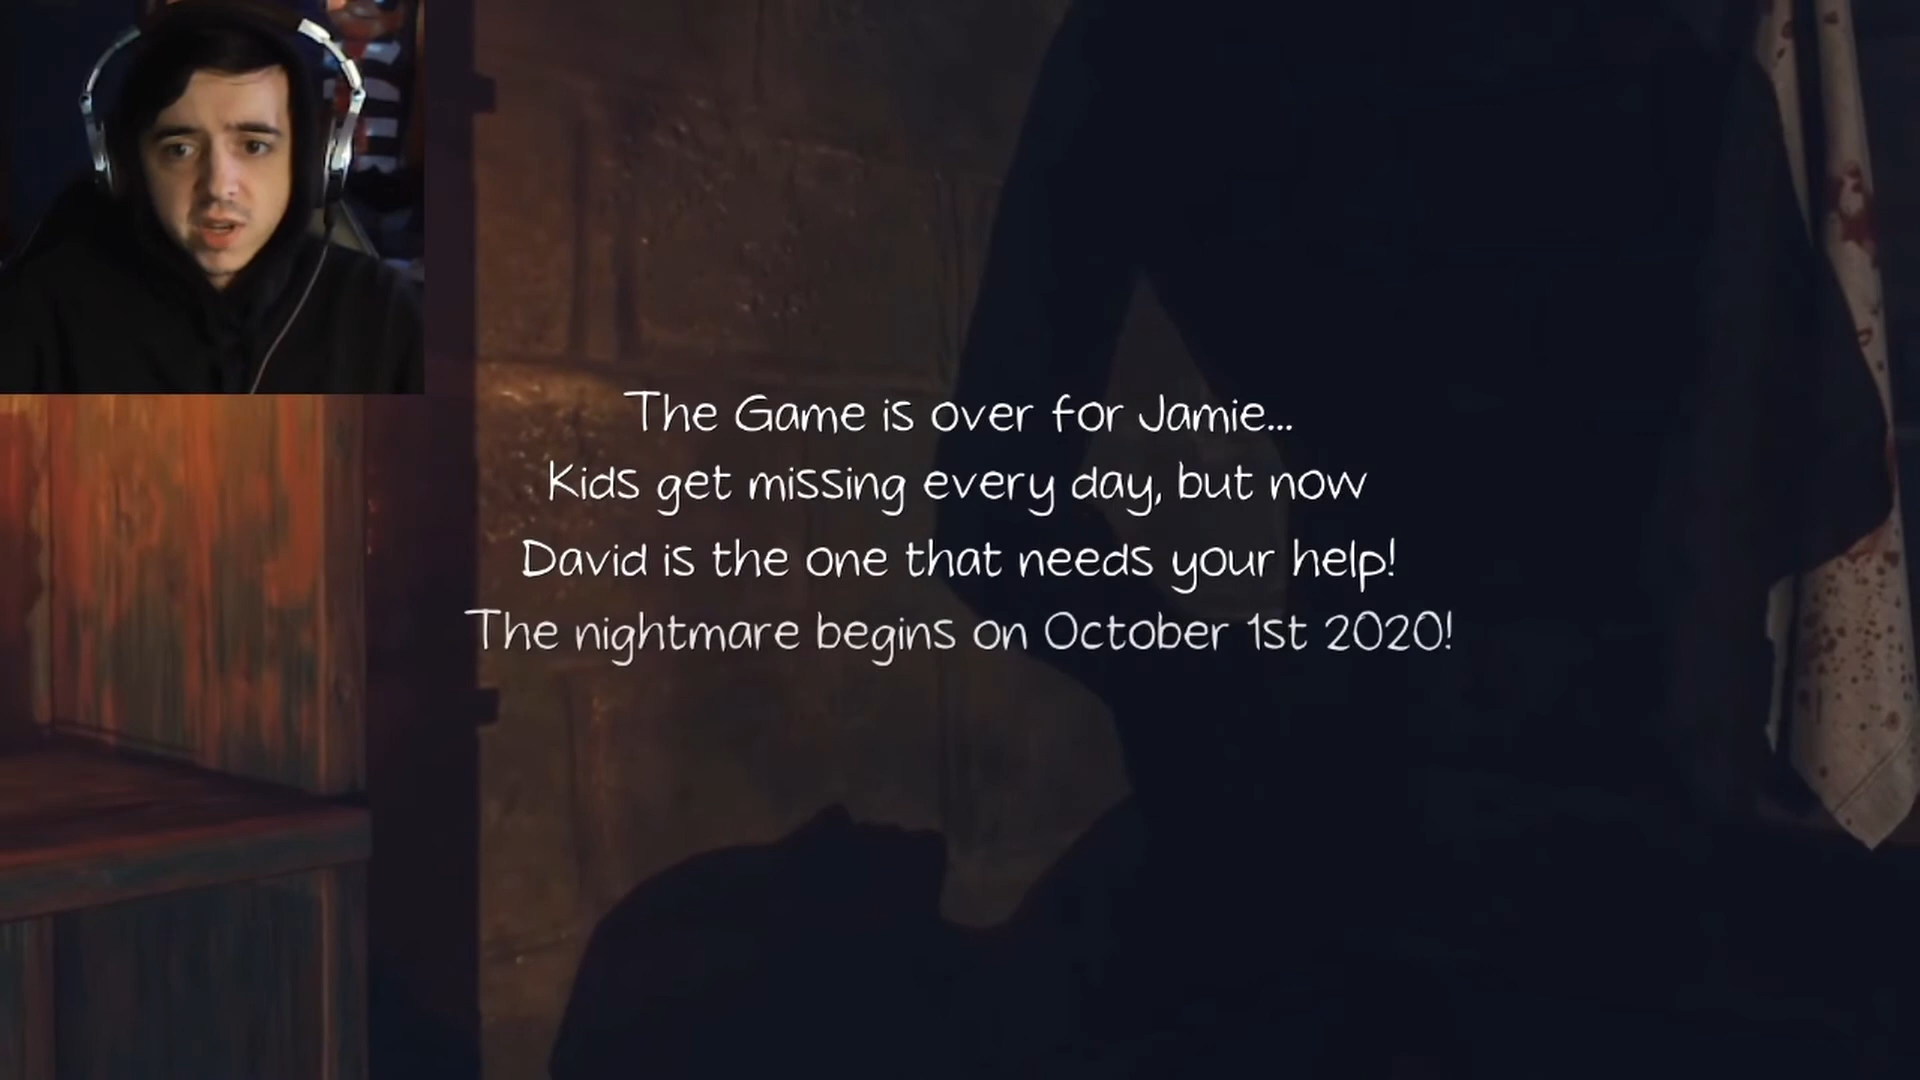 The Game is over for Jamie...
Kids get missing every day, but now
David is the one that needs your help!
The nightmare begins on October 1st 2020!